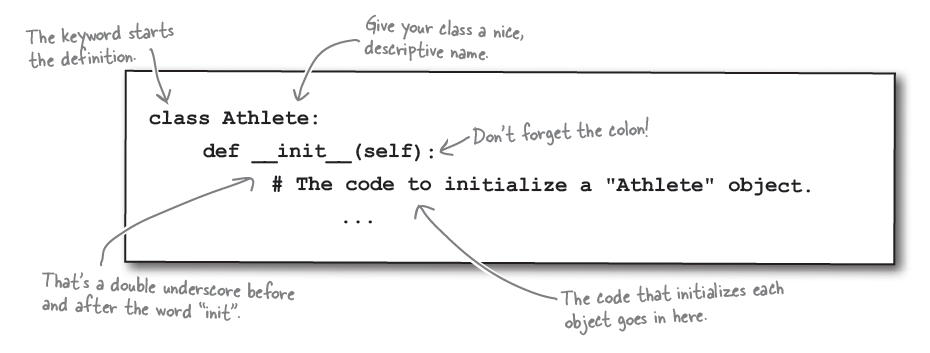 The keyword starts
the definition.
Give your class a nice,
descriptive name.
class Athlete:
def __init__(self):
Don't forget the colon!
# The code to initialize a "Athlete" object.
...
That's a double underscore before
and after the word "init".
The code that initializes each
object goes in here.